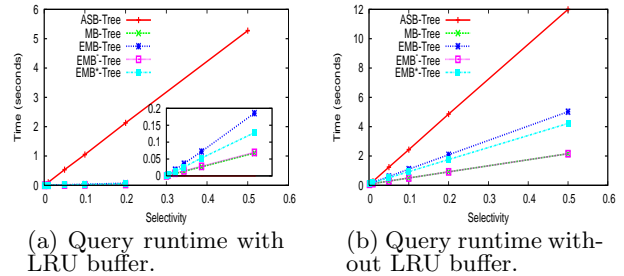 6
5
4
3
2
1
0
Time (seconds)
ASB-Tree
MB-Tree
EMB-Tree
EMB⁻-Tree
EMB*-Tree
0.2
0.15
0.1
0.05
0
0 0.1 0.2 0.3 0.4 0.5 0.6
Selectivity
(a) Query runtime with
LRU buffer.
12
10
8
6
4
2
0
Time (seconds)
ASB-Tree
MB-Tree
EMB-Tree
EMB⁻-Tree
EMB*-Tree
0 0.1 0.2 0.3 0.4 0.5 0.6
Selectivity
(b) Query runtime with-
out LRU buffer.